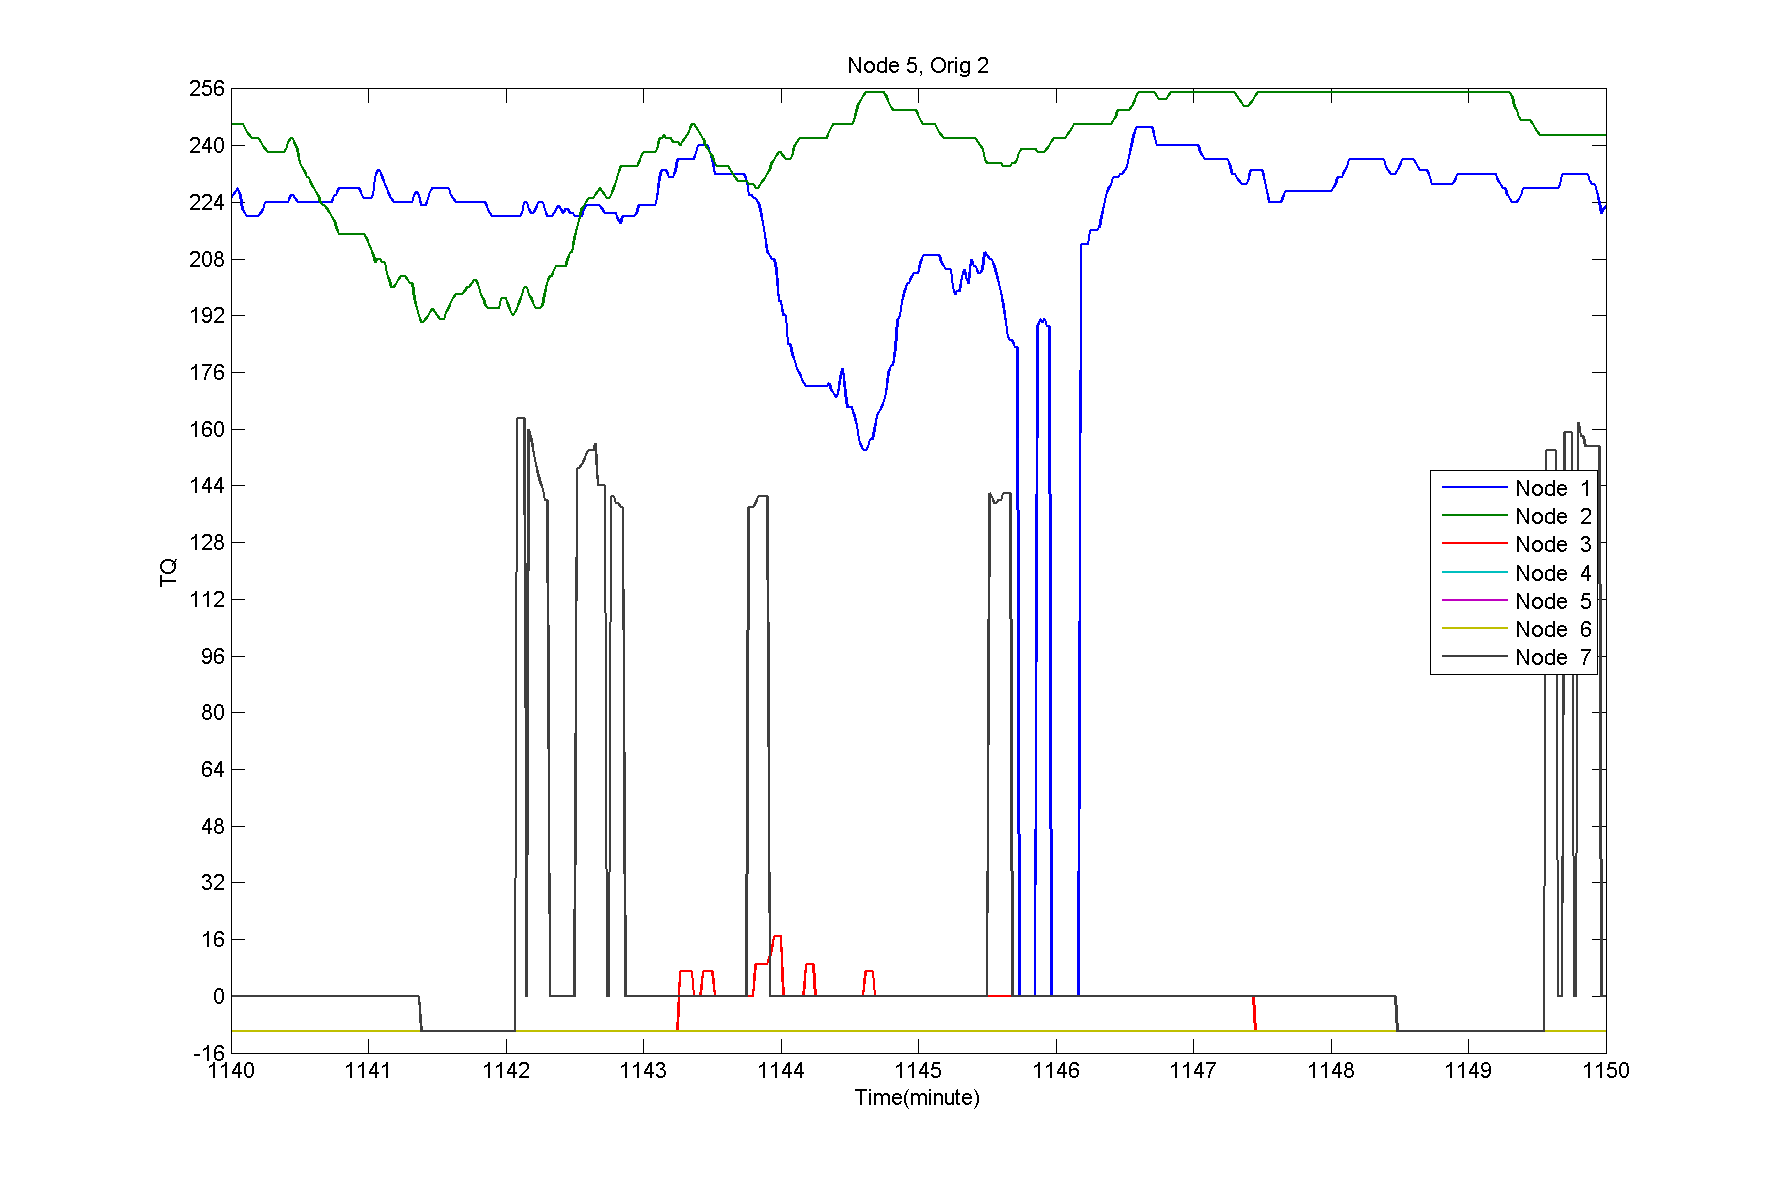 Node 5, Orig 2
256
240
224
208
192
176
160
144
128
112
96
80
64
48
32
16
0
-16
TQ
Node 1
Node 2
Node 3
Node 4
Node 5
Node 6
Node 7
1140 1141 1142 1143 1144 1145 1146 1147 1148 1149 1150
Time(minute)